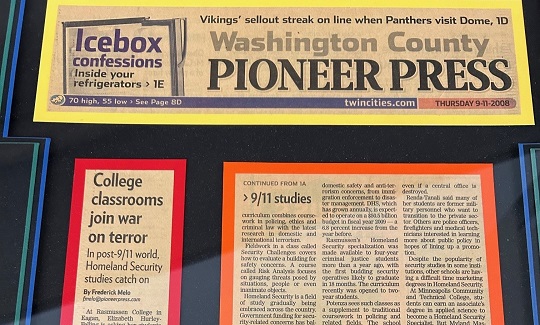 Vikings' sellout streak on line when Panthers visit Dome, 1D
Icebox
confessions
Inside your
refrigerators > 1E
Washington County
PIONEER PRESS
70 high, 55 low > See Page 8D
twincities.com
THURSDAY 9-11-2008
College
classrooms
join war
on terror
In post-9/11 world,
Homeland Security
studies catch on
By Frederick Melo
fmelo@pioneerpress.com
At Rasmussen College in
Eagan, Elizabeth Hurley-
CONTINUED FROM 1A
> 9/11 studies
curriculum combines course-
work in policing, ethics and
criminal law with the latest
research in domestic and
international terrorism.
Fieldwork in a class called
Security Challenges covers
how to evaluate a building for
safety concerns. A course
called Risk Analysis focuses
on gauging threats posed by
situations, people or even
inanimate objects.
Homeland Security is a field
of study gradually being
embraced across the country.
Government funding for secu-
rity-related concerns has bal-
domestic safety and anti-ter-
rorism concerns, from immi-
gration enforcement to disas-
ter management. DHS, which
has grown annually, is expect-
ed to operate on a $50.5 billion
budget in fiscal year 2009 — a
6.8 percent increase from the
year before.
Rasmussen's Homeland
Security specialization was
made available to four-year
criminal justice students
more than a year ago, with
the first budding security
operatives likely to graduate
in 18 months. The curriculum
recently was opened to two-
year students.
Potenza sees such classes as
a supplement to traditional
coursework in policing and
related fields. The school
even if a central office is
destroyed.
Renda-Tanali said many of
her students are former mili-
tary personnel who want to
transition to the private sec-
tor. Others are police officers,
firefighters and medical tech-
nicians interested in learning
more about public policy in
hopes of lining up a promo-
tion.
Despite the popularity of
security studies in some insti-
tutions, other schools are hav-
ing a difficult time marketing
degrees in Homeland Security.
At Minneapolis Community
and Technical College, stu-
dents can earn an associate's
degree in applied science to
become a Homeland Security